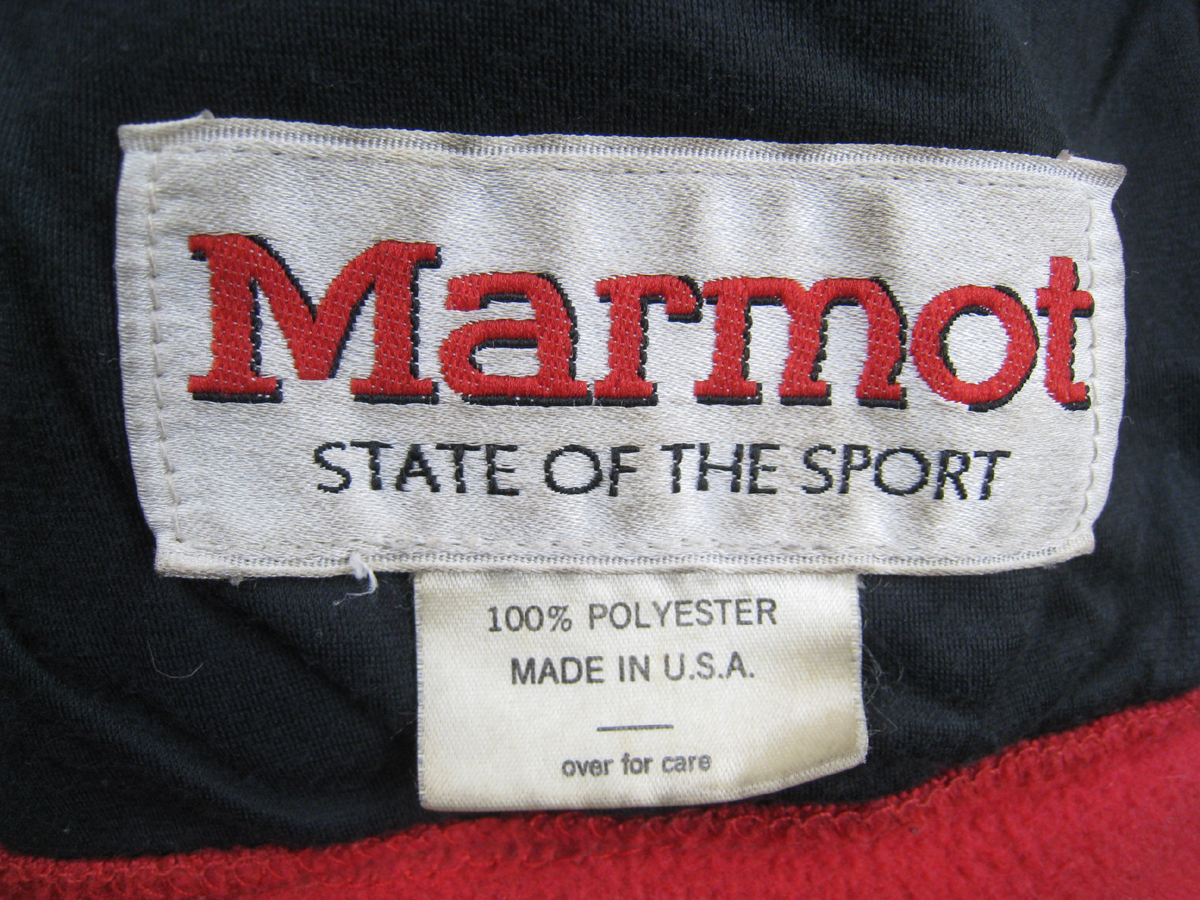 Marmot
STATE OF THE SPORT
100% POLYESTER
MADE IN U.S.A.
over for care